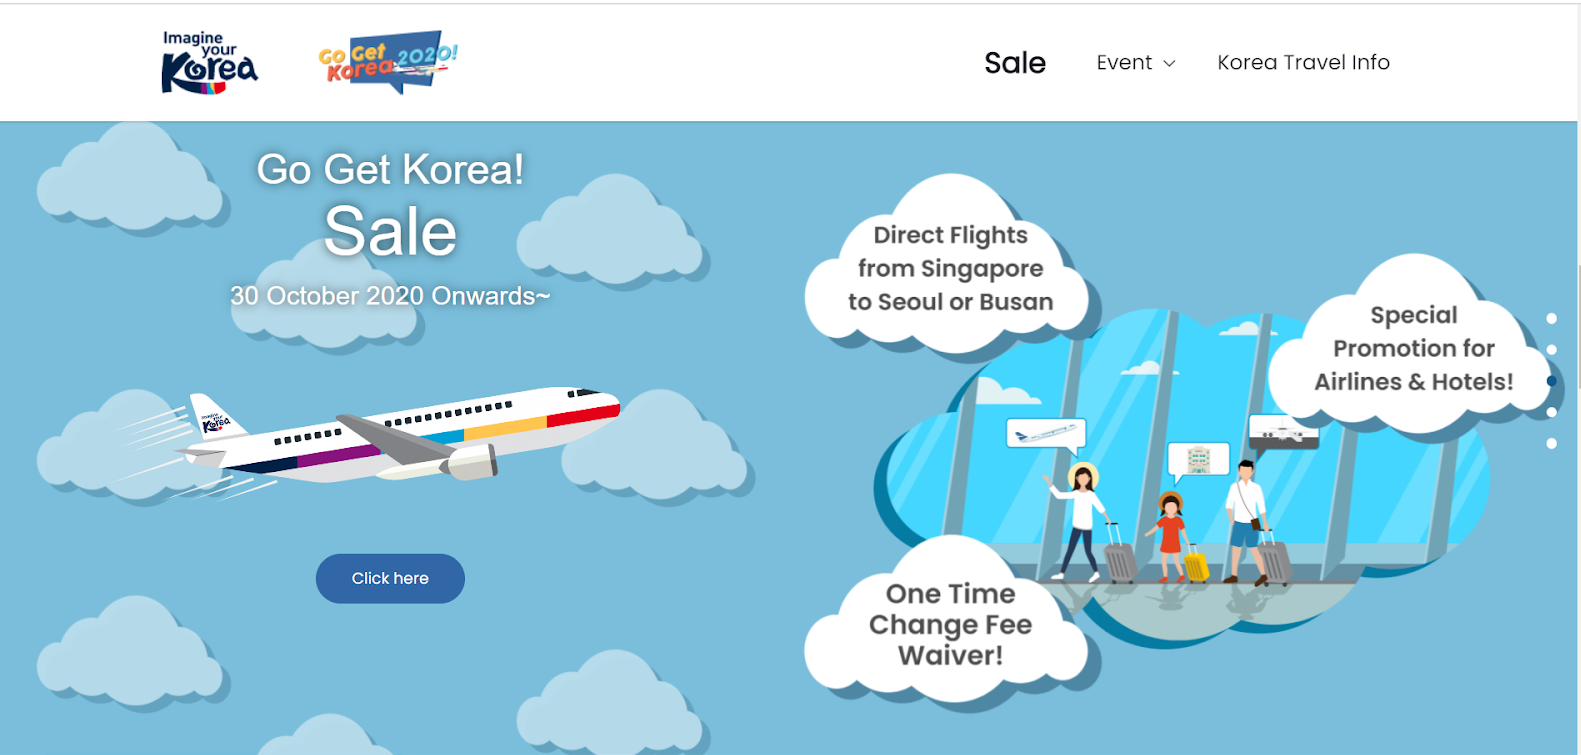 Imagine
your
Korea
Go Get
Korea 2020!
Sale
Event
Korea Travel Info
Go Get Korea!
Sale
30 October 2020 Onwards~
Imagine
your
Korea
Click here
Direct Flights
from Singapore
to Seoul or Busan
Special
Promotion for
Airlines & Hotels!
One Time
Change Fee
Waiver!